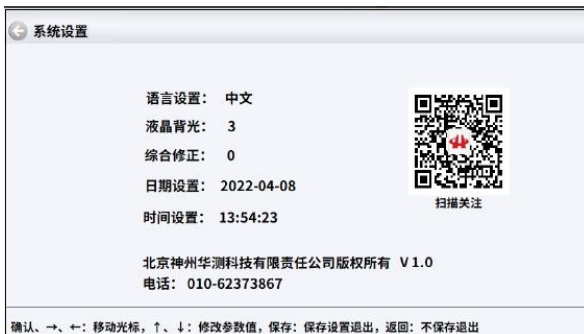 系统设置
语言设置： 中文
液晶背光： 3
综合修正： 0
日期设置： 2022-04-08
时间设置： 13:54:23
扫描关注
北京神州华测科技有限责任公司版权所有 V1.0
电话：010-62373867
确认、→、←：移动光标，↑、↓：修改参数值，保存：保存设置退出，返回：不保存退出